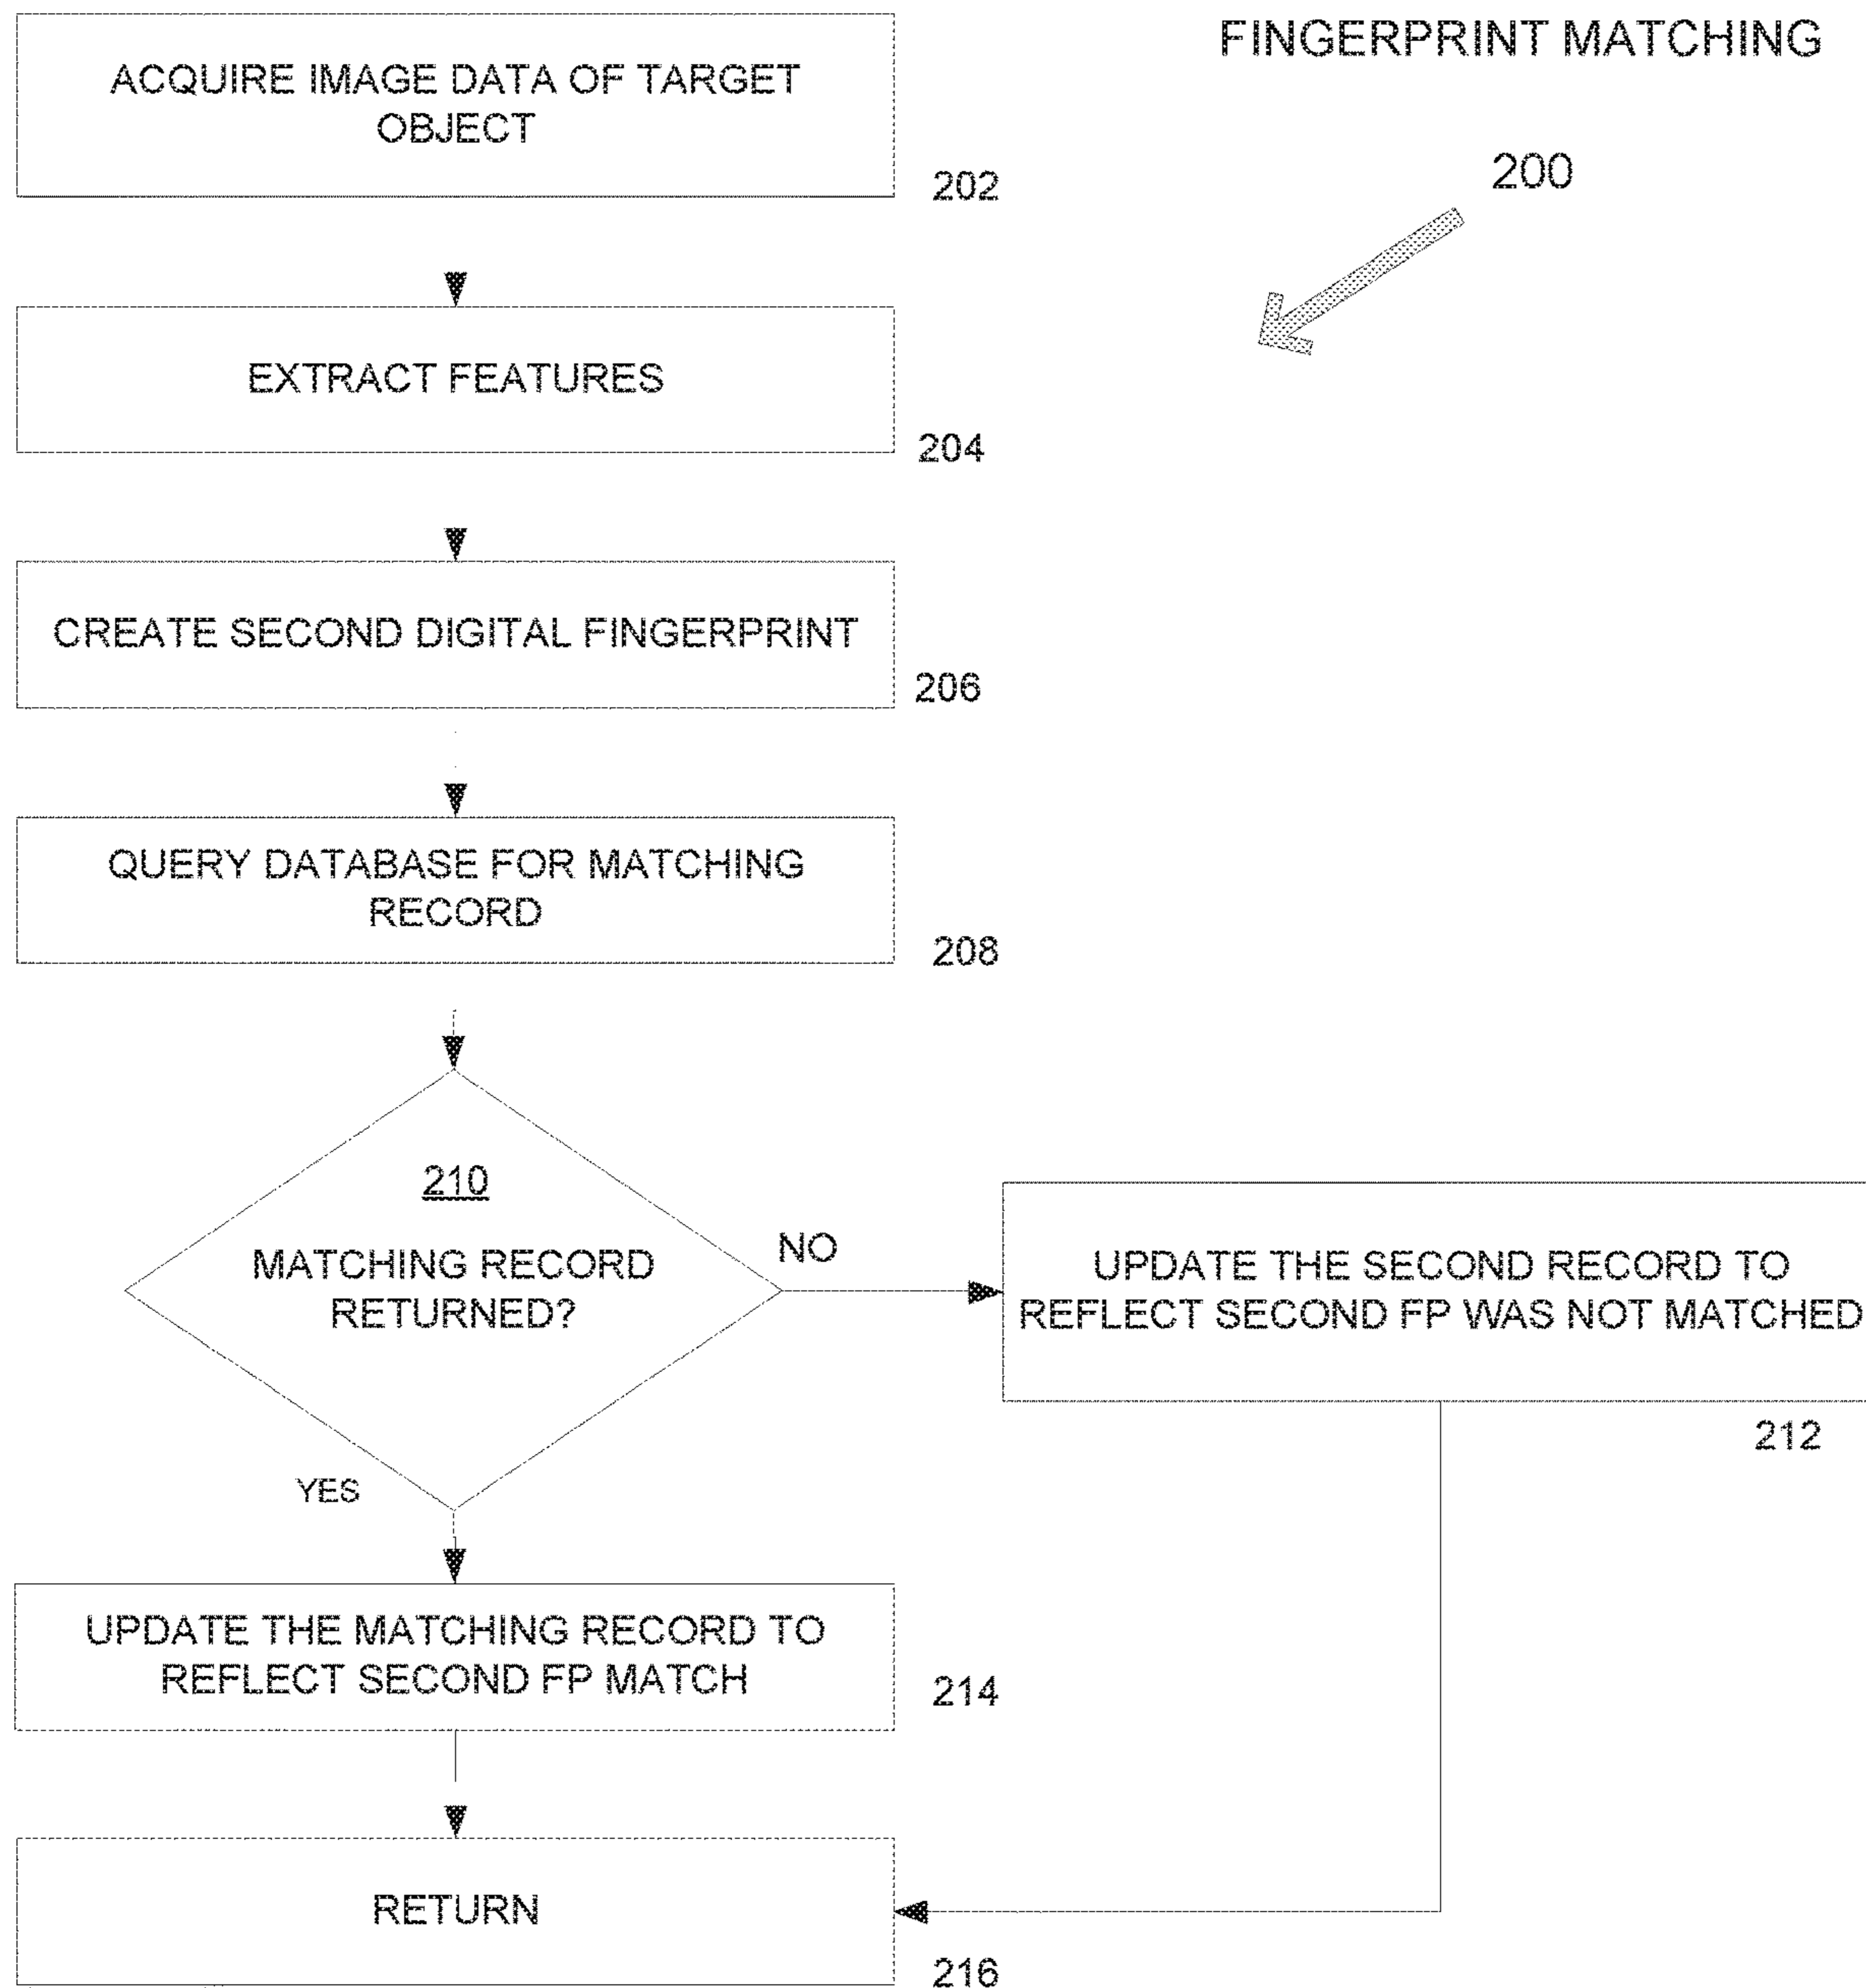 FINGERPRINT MATCHING
200
ACQUIRE IMAGE DATA OF TARGET
OBJECT
202
EXTRACT FEATURES
204
CREATE SECOND DIGITAL FINGERPRINT
206
QUERY DATABASE FOR MATCHING
RECORD
208
210
MATCHING RECORD
RETURNED?
NO
UPDATE THE SECOND RECORD TO
REFLECT SECOND FP WAS NOT MATCHED
212
YES
UPDATE THE MATCHING RECORD TO
REFLECT SECOND FP MATCH
214
RETURN
216